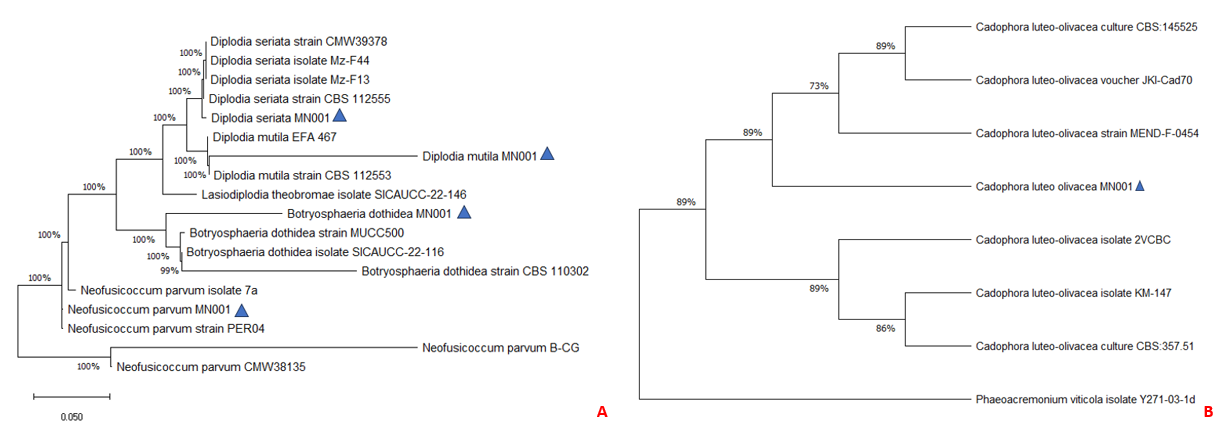 Diplodia seriata strain CMW39378
100%
Diplodia seriata isolate Mz-F44
100%
Diplodia seriata isolate Mz-F13
100%
Diplodia seriata strain CBS 112555
100%
Diplodia seriata MN001
Diplodia mutila EFA 467
100%
Diplodia mutila MN001
100%
Diplodia mutila strain CBS 112553
100%
Lasiodiplodia theobromae isolate SICAUCC-22-146
100%
Botryosphaeria dothidea MN001
Botryosphaeria dothidea strain MUCC500
100%
Botryosphaeria dothidea isolate SICAUCC-22-116
100%
99%
Botryosphaeria dothidea strain CBS 110302
100%
Neofusicoccum parvum isolate 7a
100%
Neofusicoccum parvum MN001
Neofusicoccum parvum strain PER04
Neofusicoccum parvum B-CG
100%
Neofusicoccum parvum CMW38135
0.050
A
Cadophora luteo-olivacea culture CBS:145525
89%
Cadophora luteo-olivacea voucher JKI-Cad70
73%
Cadophora luteo-olivacea strain MEND-F-0454
89%
Cadophora luteo olivacea MN001
89%
Cadophora luteo-olivacea isolate 2VCBC
89%
Cadophora luteo-olivacea isolate KM-147
86%
Cadophora luteo-olivacea culture CBS:357.51
Phaeoacremonium viticola isolate Y271-03-1d
B